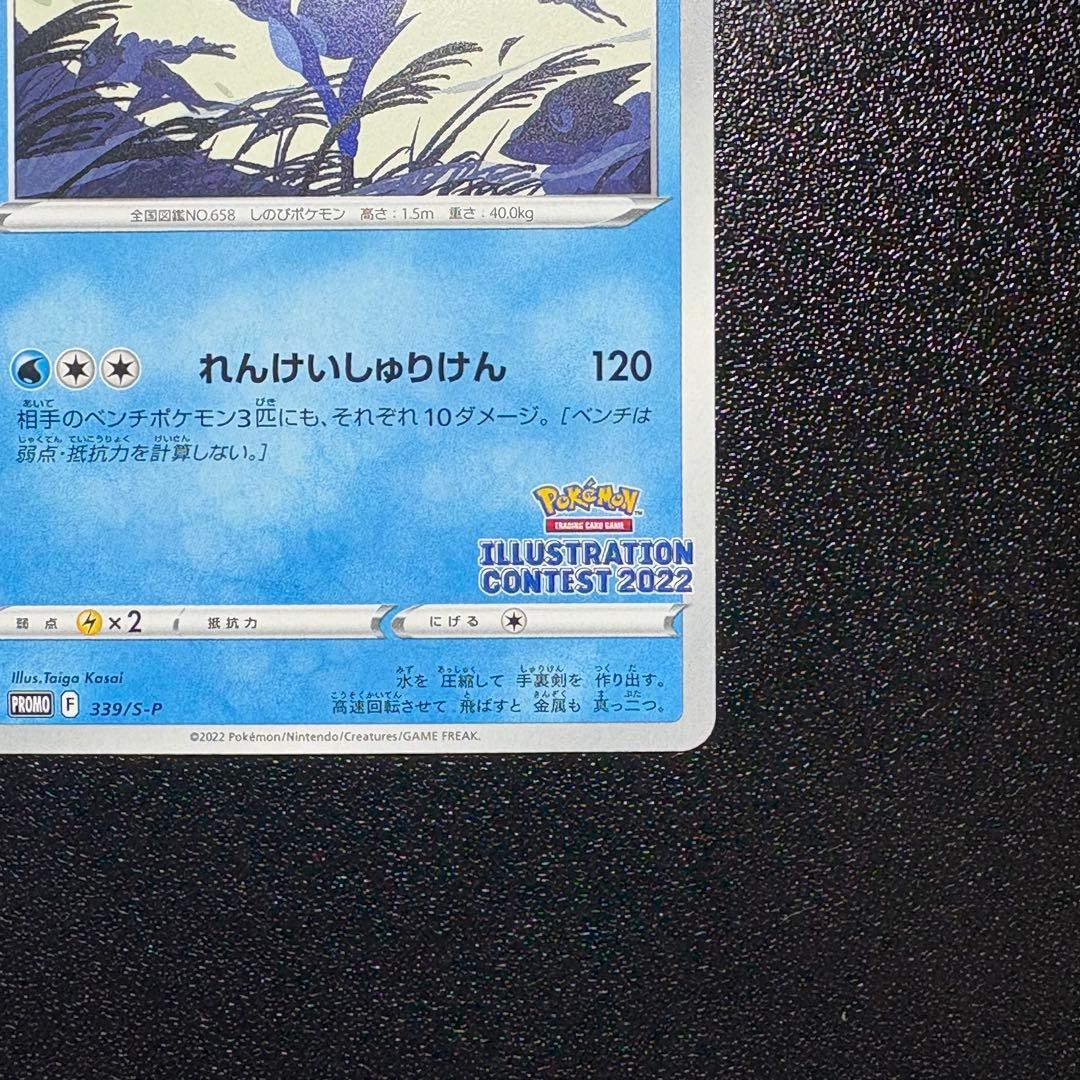 全国図鑑NO.658 しのびポケモン 高さ：1.5m 重さ：40.0kg
れんけいしゅりけん 120
相手のベンチポケモン3匹にも、それぞれ10ダメージ。［ベンチは
弱点・抵抗力を計算しない。］
Pokémon™
TRADING CARD GAME
ILLUSTRATION
CONTEST 2022
弱点 ×2 抵抗力 にげる
Illus.Taiga Kasai
水を 圧縮して 手裏剣を 作り出す。
高速回転させて 飛ばすと 金属も 真っ二つ。
PROMO F 339/S-P
©2022 Pokémon/Nintendo/Creatures/GAME FREAK.